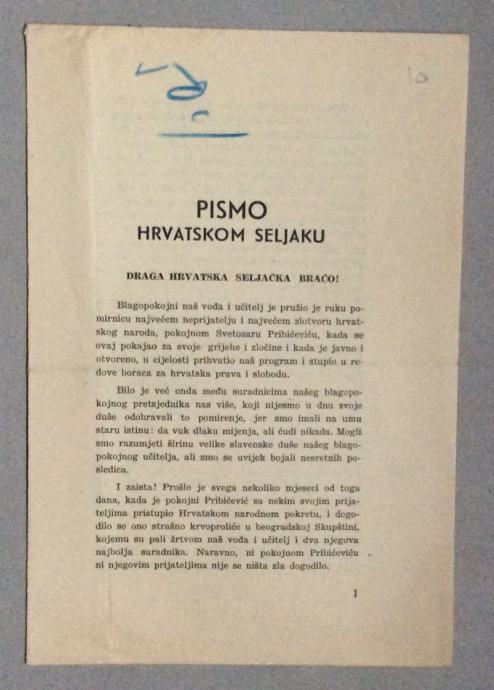 10
PISMO
HRVATSKOM SELJAKU
DRAGA HRVATSKA SELJAČKA BRAĆO!
Blagopokojni naš vođa i učitelj je pružio je ruku po-
mirnicu najvećem neprijatelju i najvećem zlotvoru hrvat-
skog naroda, pokojnom Svetozaru Pribićeviću, kada se
ovaj pokajao za svoje grijehe i zločine i kada je javno i
otvoreno, u cijelosti prihvatio naš program i stupio u re-
dove boraca za hrvatska prava i slobodu.
Bilo je već onda među suradnicima našeg blagopo-
kojnog pretsjednika nas više, koji nijesmo u dnu svoje
duše odobravali to pomirenje, jer smo imali na umu
staru istinu: da vuk dlaku mijenja, ali ćudi nikada. Mogli
smo razumjeti širinu velike slavenske duše našeg blago-
pokojnog učitelja, ali smo se uvijek bojali nesretnih po-
sljedica.
I zaista! Prošlo je svega nekoliko mjeseci od toga
dana, kada je pokojni Pribićević sa nekim svojim prija-
teljima pristupio Hrvatskom narodnom pokretu, i dogo-
dilo se ono strašno krvoproliće u beogradskoj Skupštini,
kojemu su pali žrtvom naš vođa i učitelj i dva njegova
najbolja suradnika. Naravno, ni pokojnom Pribićeviću
ni njegovim prijateljima nije se ništa zla dogodilo.
1